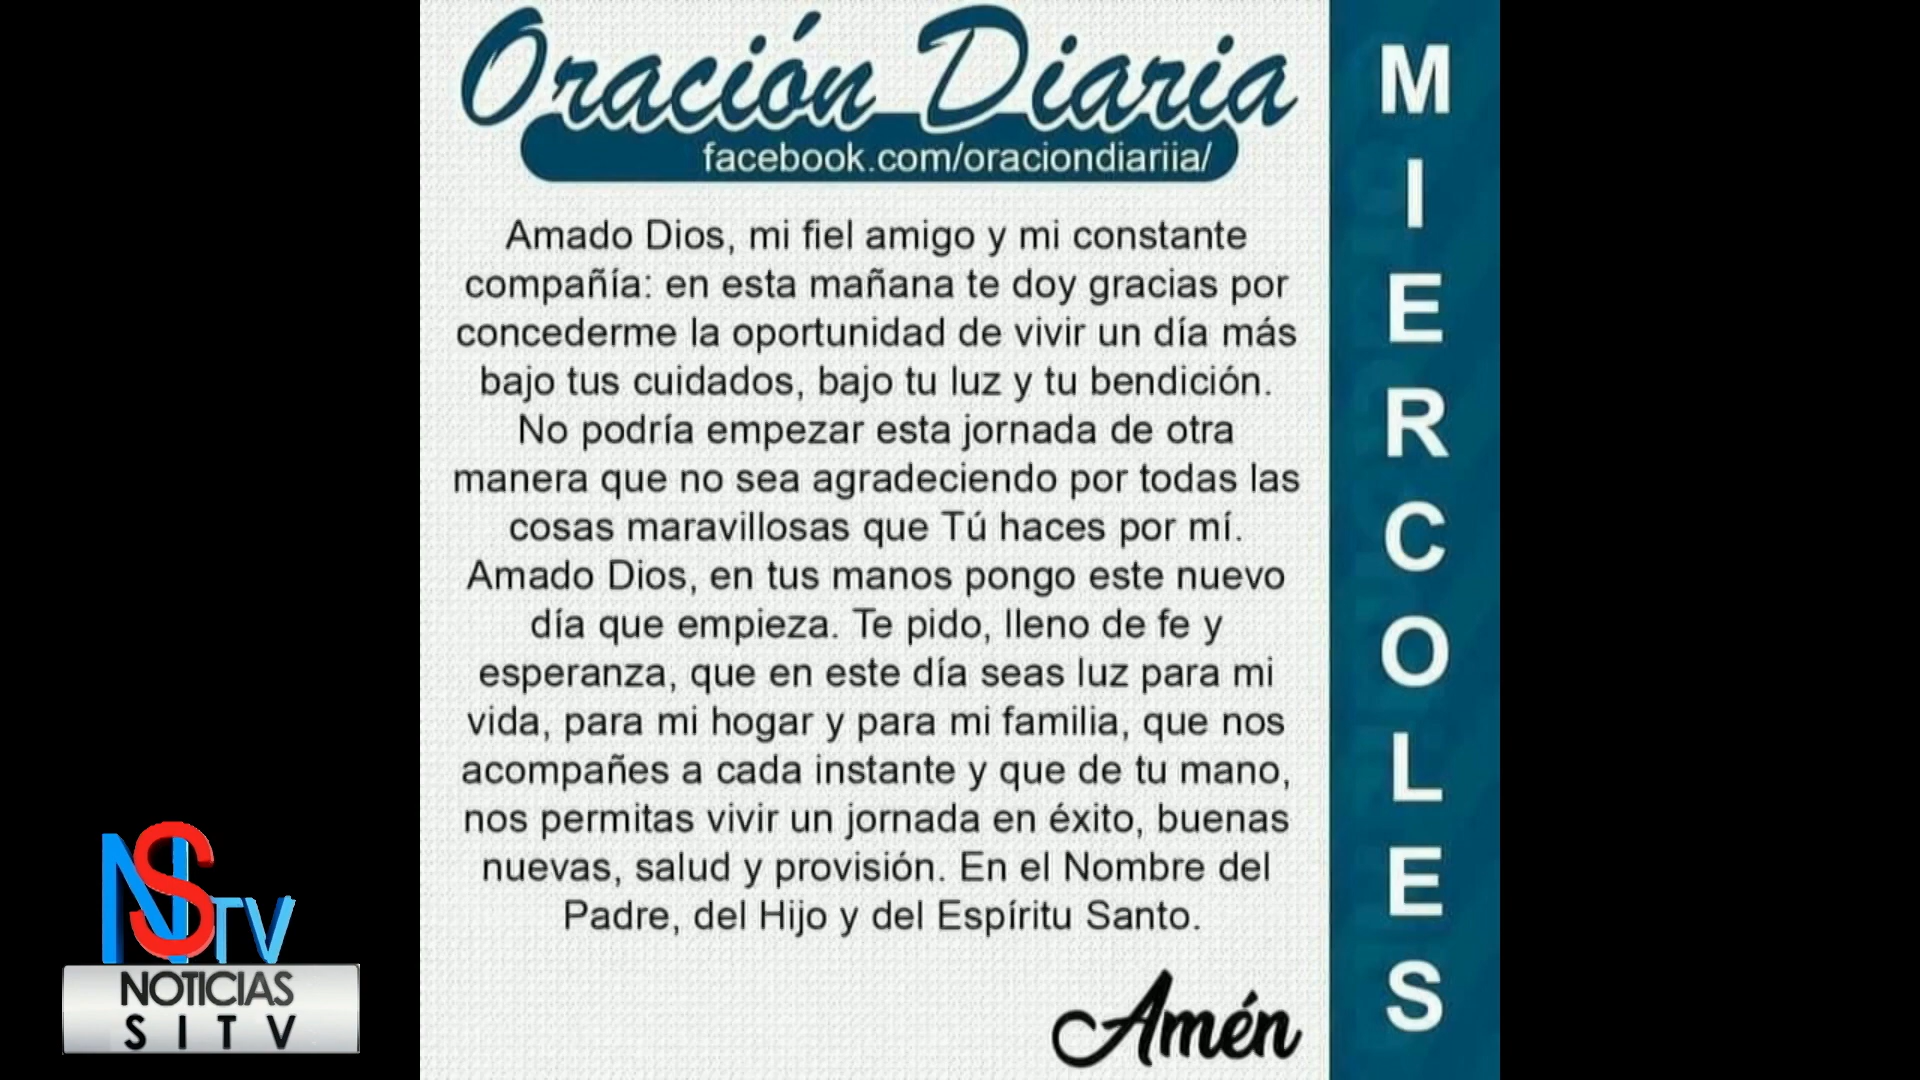 Oración Diaria
facebook.com/oraciondiariia/
Amado Dios, mi fiel amigo y mi constante
compañía: en esta mañana te doy gracias por
concederme la oportunidad de vivir un día más
bajo tus cuidados, bajo tu luz y tu bendición.
No podría empezar esta jornada de otra
manera que no sea agradeciendo por todas las
cosas maravillosas que Tú haces por mí.
Amado Dios, en tus manos pongo este nuevo
día que empieza. Te pido, lleno de fe y
esperanza, que en este día seas luz para mi
vida, para mi hogar y para mi familia, que nos
acompañes a cada instante y que de tu mano,
nos permitas vivir un jornada en éxito, buenas
nuevas, salud y provisión. En el Nombre del
Padre, del Hijo y del Espíritu Santo.
Amén
MIERCOLES
NSTV
NOTICIAS
SITV